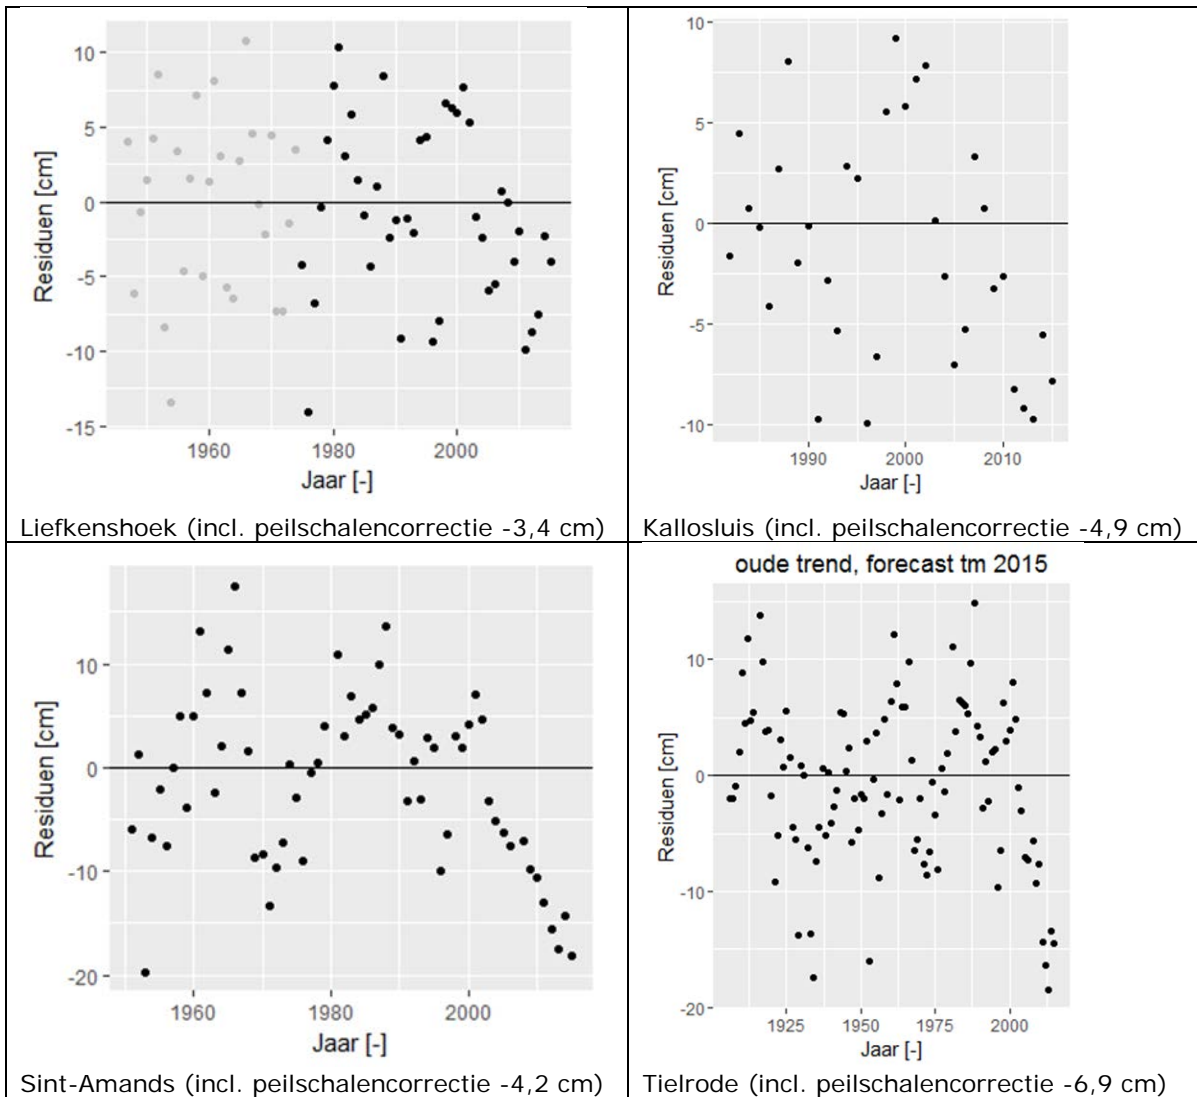 10
5
0
-5
-10
-15
Residuen [cm]
1960 1980 2000
Jaar [-]
Liefkenshoek (incl. peilschalencorrectie -3,4 cm)
10
5
0
-5
-10
Residuen [cm]
1990 2000 2010
Jaar [-]
Kallosluis (incl. peilschalencorrectie -4,9 cm)
10
0
-10
-20
Residuen [cm]
1960 1980 2000
Jaar [-]
Sint-Amands (incl. peilschalencorrectie -4,2 cm)
oude trend, forecast tm 2015
10
0
-10
-20
Residuen [cm]
1925 1950 1975 2000
Jaar [-]
Tielrode (incl. peilschalencorrectie -6,9 cm)